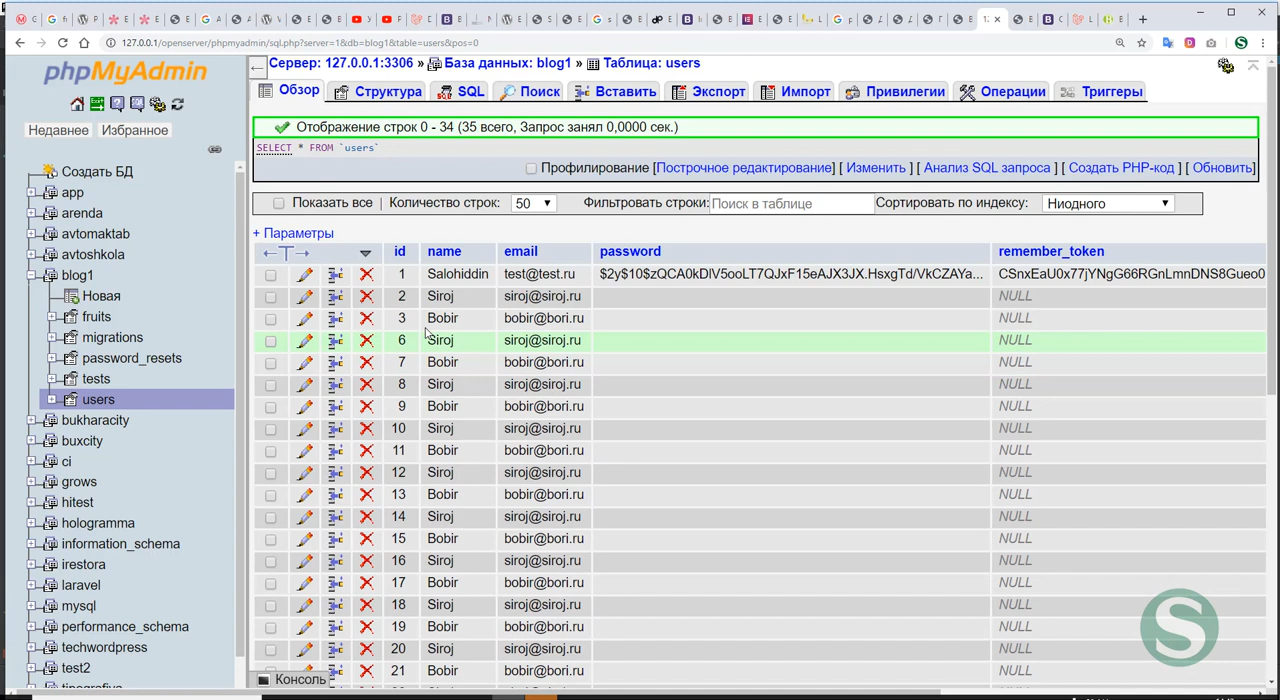 127.0.0.1/openserver/phpmyadmin/sql.php?server=1&db=blog1&table=users&pos=0
phpMyAdmin
Недавнее Избранное
Создать БД
app
arenda
avtomaktab
avtoshkola
blog1
Новая
fruits
migrations
password_resets
tests
users
bukharacity
buxcity
ci
grows
hitest
hologramma
information_schema
irestora
laravel
mysql
performance_schema
techwordpress
test2
Сервер: 127.0.0.1:3306 » База данных: blog1 » Таблица: users
Обзор Структура SQL Поиск Вставить Экспорт Импорт Привилегии Операции Триггеры
Отображение строк 0 - 34 (35 всего, Запрос занял 0,0000 сек.)
SELECT * FROM `users`
Профилирование [Построчное редактирование] [ Изменить ] [ Анализ SQL запроса ] [ Создать PHP-код ] [ Обновить]
Показать все | Количество строк: 50 Фильтровать строки: Поиск в таблице Сортировать по индексу: Ниодного
+ Параметры
id name email password remember_token
1 Salohiddin test@test.ru $2y$10$zQCA0kDlV5ooLT7QJxF15eAJX3JX.HsxgTd/VkCZAYa... CSnxEaU0x77jYNgG66RGnLmnDNS8Gueo0
2 Siroj siroj@siroj.ru NULL
3 Bobir bobir@bori.ru NULL
6 Siroj siroj@siroj.ru NULL
7 Bobir bobir@bori.ru NULL
8 Siroj siroj@siroj.ru NULL
9 Bobir bobir@bori.ru NULL
10 Siroj siroj@siroj.ru NULL
11 Bobir bobir@bori.ru NULL
12 Siroj siroj@siroj.ru NULL
13 Bobir bobir@bori.ru NULL
14 Siroj siroj@siroj.ru NULL
15 Bobir bobir@bori.ru NULL
16 Siroj siroj@siroj.ru NULL
17 Bobir bobir@bori.ru NULL
18 Siroj siroj@siroj.ru NULL
19 Bobir bobir@bori.ru NULL
20 Siroj siroj@siroj.ru NULL
21 Bobir bobir@bori.ru NULL
Консоль
S